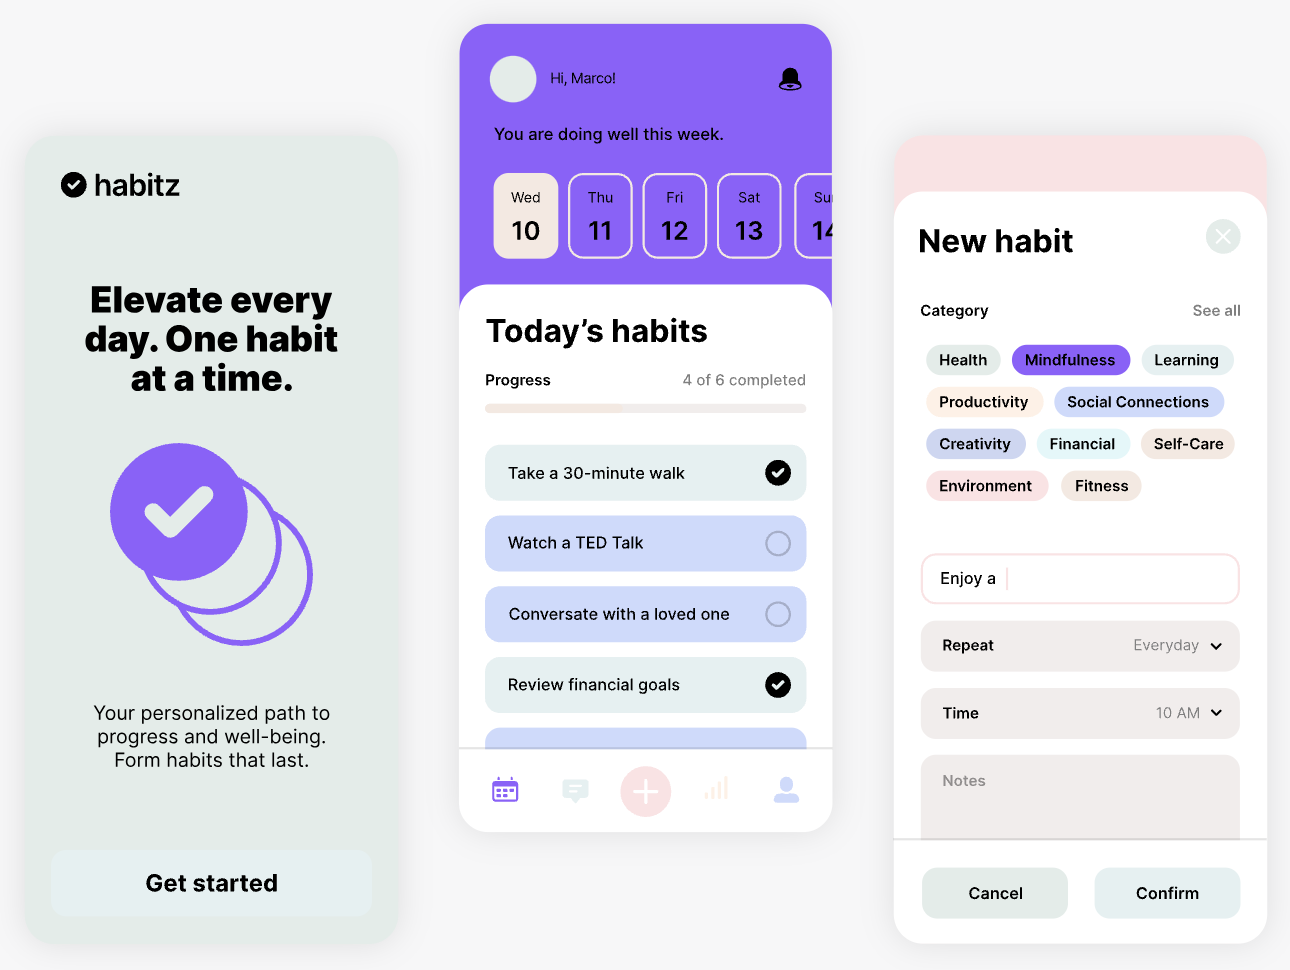 habitz
Elevate every
day. One habit
at a time.
Your personalized path to
progress and well-being.
Form habits that last.
Get started
Hi, Marco!
You are doing well this week.
Wed Thu Fri Sat Su
10 11 12 13 14
Today’s habits
Progress 4 of 6 completed
Take a 30-minute walk
Watch a TED Talk
Conversate with a loved one
Review financial goals
New habit
Category See all
Health Mindfulness Learning
Productivity Social Connections
Creativity Financial Self-Care
Environment Fitness
Enjoy a
Repeat Everyday
Time 10 AM
Notes
Cancel Confirm